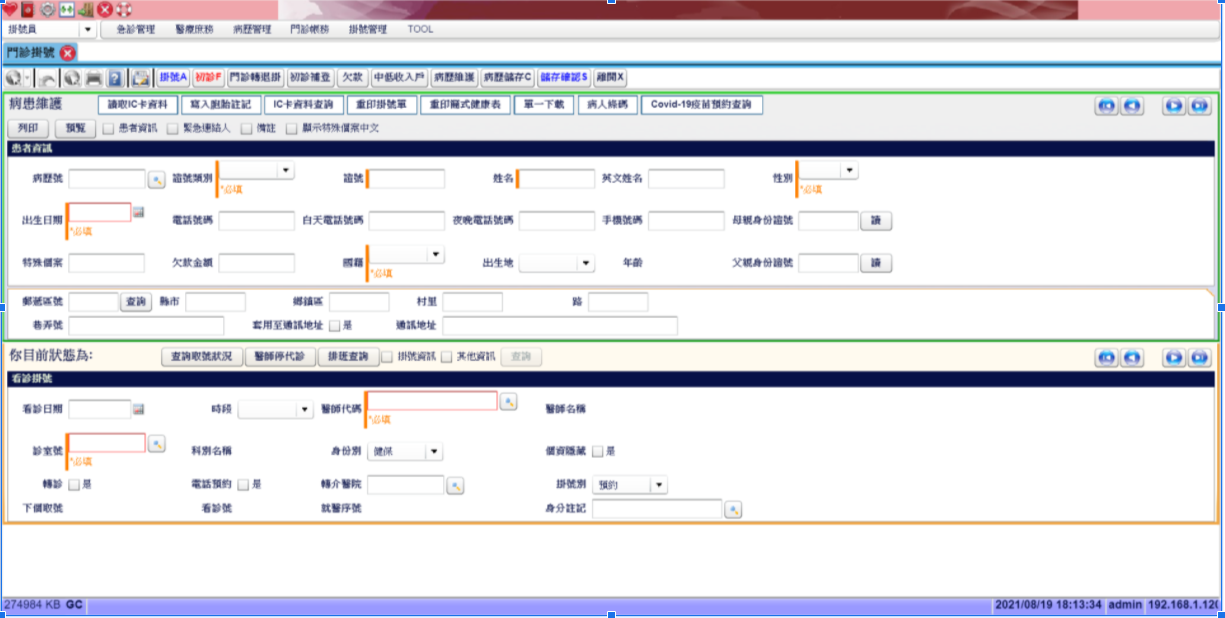 掛號員 急診管理 醫療庶務 病歷管理 門診帳務 掛號管理 TOOL
門診掛號
掛號A 初診F 門診轉退掛 初診補登 欠款 中低收入戶 病歷維護 病歷儲存C 儲存確認S 離開X
病患維護 讀取IC卡資料 寫入器捐註記 IC卡資料查詢 重印掛號單 重印關式健康表 單一下載 病人條碼 Covid-19疫苗預約查詢
列印 預覽 患者資訊 緊急連絡人 備註 顯示特殊個案中文
患者資訊
病歷號 證號類別 證號 姓名 英文姓名 性別
*必填 *必填
出生日期 電話號碼 白天電話號碼 夜晚電話號碼 手機號碼 母親身份證號 讀
*必填
特殊個案 欠款金額 國籍 出生地 年齡 父親身份證號 讀
*必填
郵遞區號 查詢 縣市 鄉鎮區 村里 路
巷弄號 套用至通訊地址 是 通訊地址
你目前狀態為: 查詢取號狀況 醫師停代診 排班查詢 掛號資訊 其他資訊 查詢
看診掛號
看診日期 時段 醫師代碼 醫師名稱
*必填
診室號 科別名稱 身份別 健保 個資隱藏 是
*必填
轉診 是 電話預約 是 轉介醫院 掛號別 預約
下個取號 看診號 就醫序號 身分註記
274984 KB GC 2021/08/19 18:13:34 admin 192.168.1.120